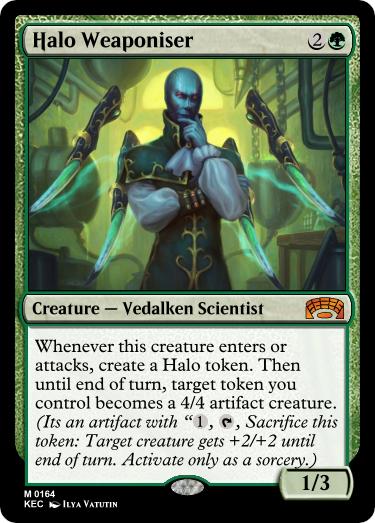 Halo Weaponiser 2
Creature — Vedalken Scientist
Whenever this creature enters or
attacks, create a Halo token. Then
until end of turn, target token you
control becomes a 4/4 artifact creature.
(Its an artifact with “1, , Sacrifice this
token: Target creature gets +2/+2 until
end of turn. Activate only as a sorcery.)
1/3
M 0164
KEC Ilya Vatutin